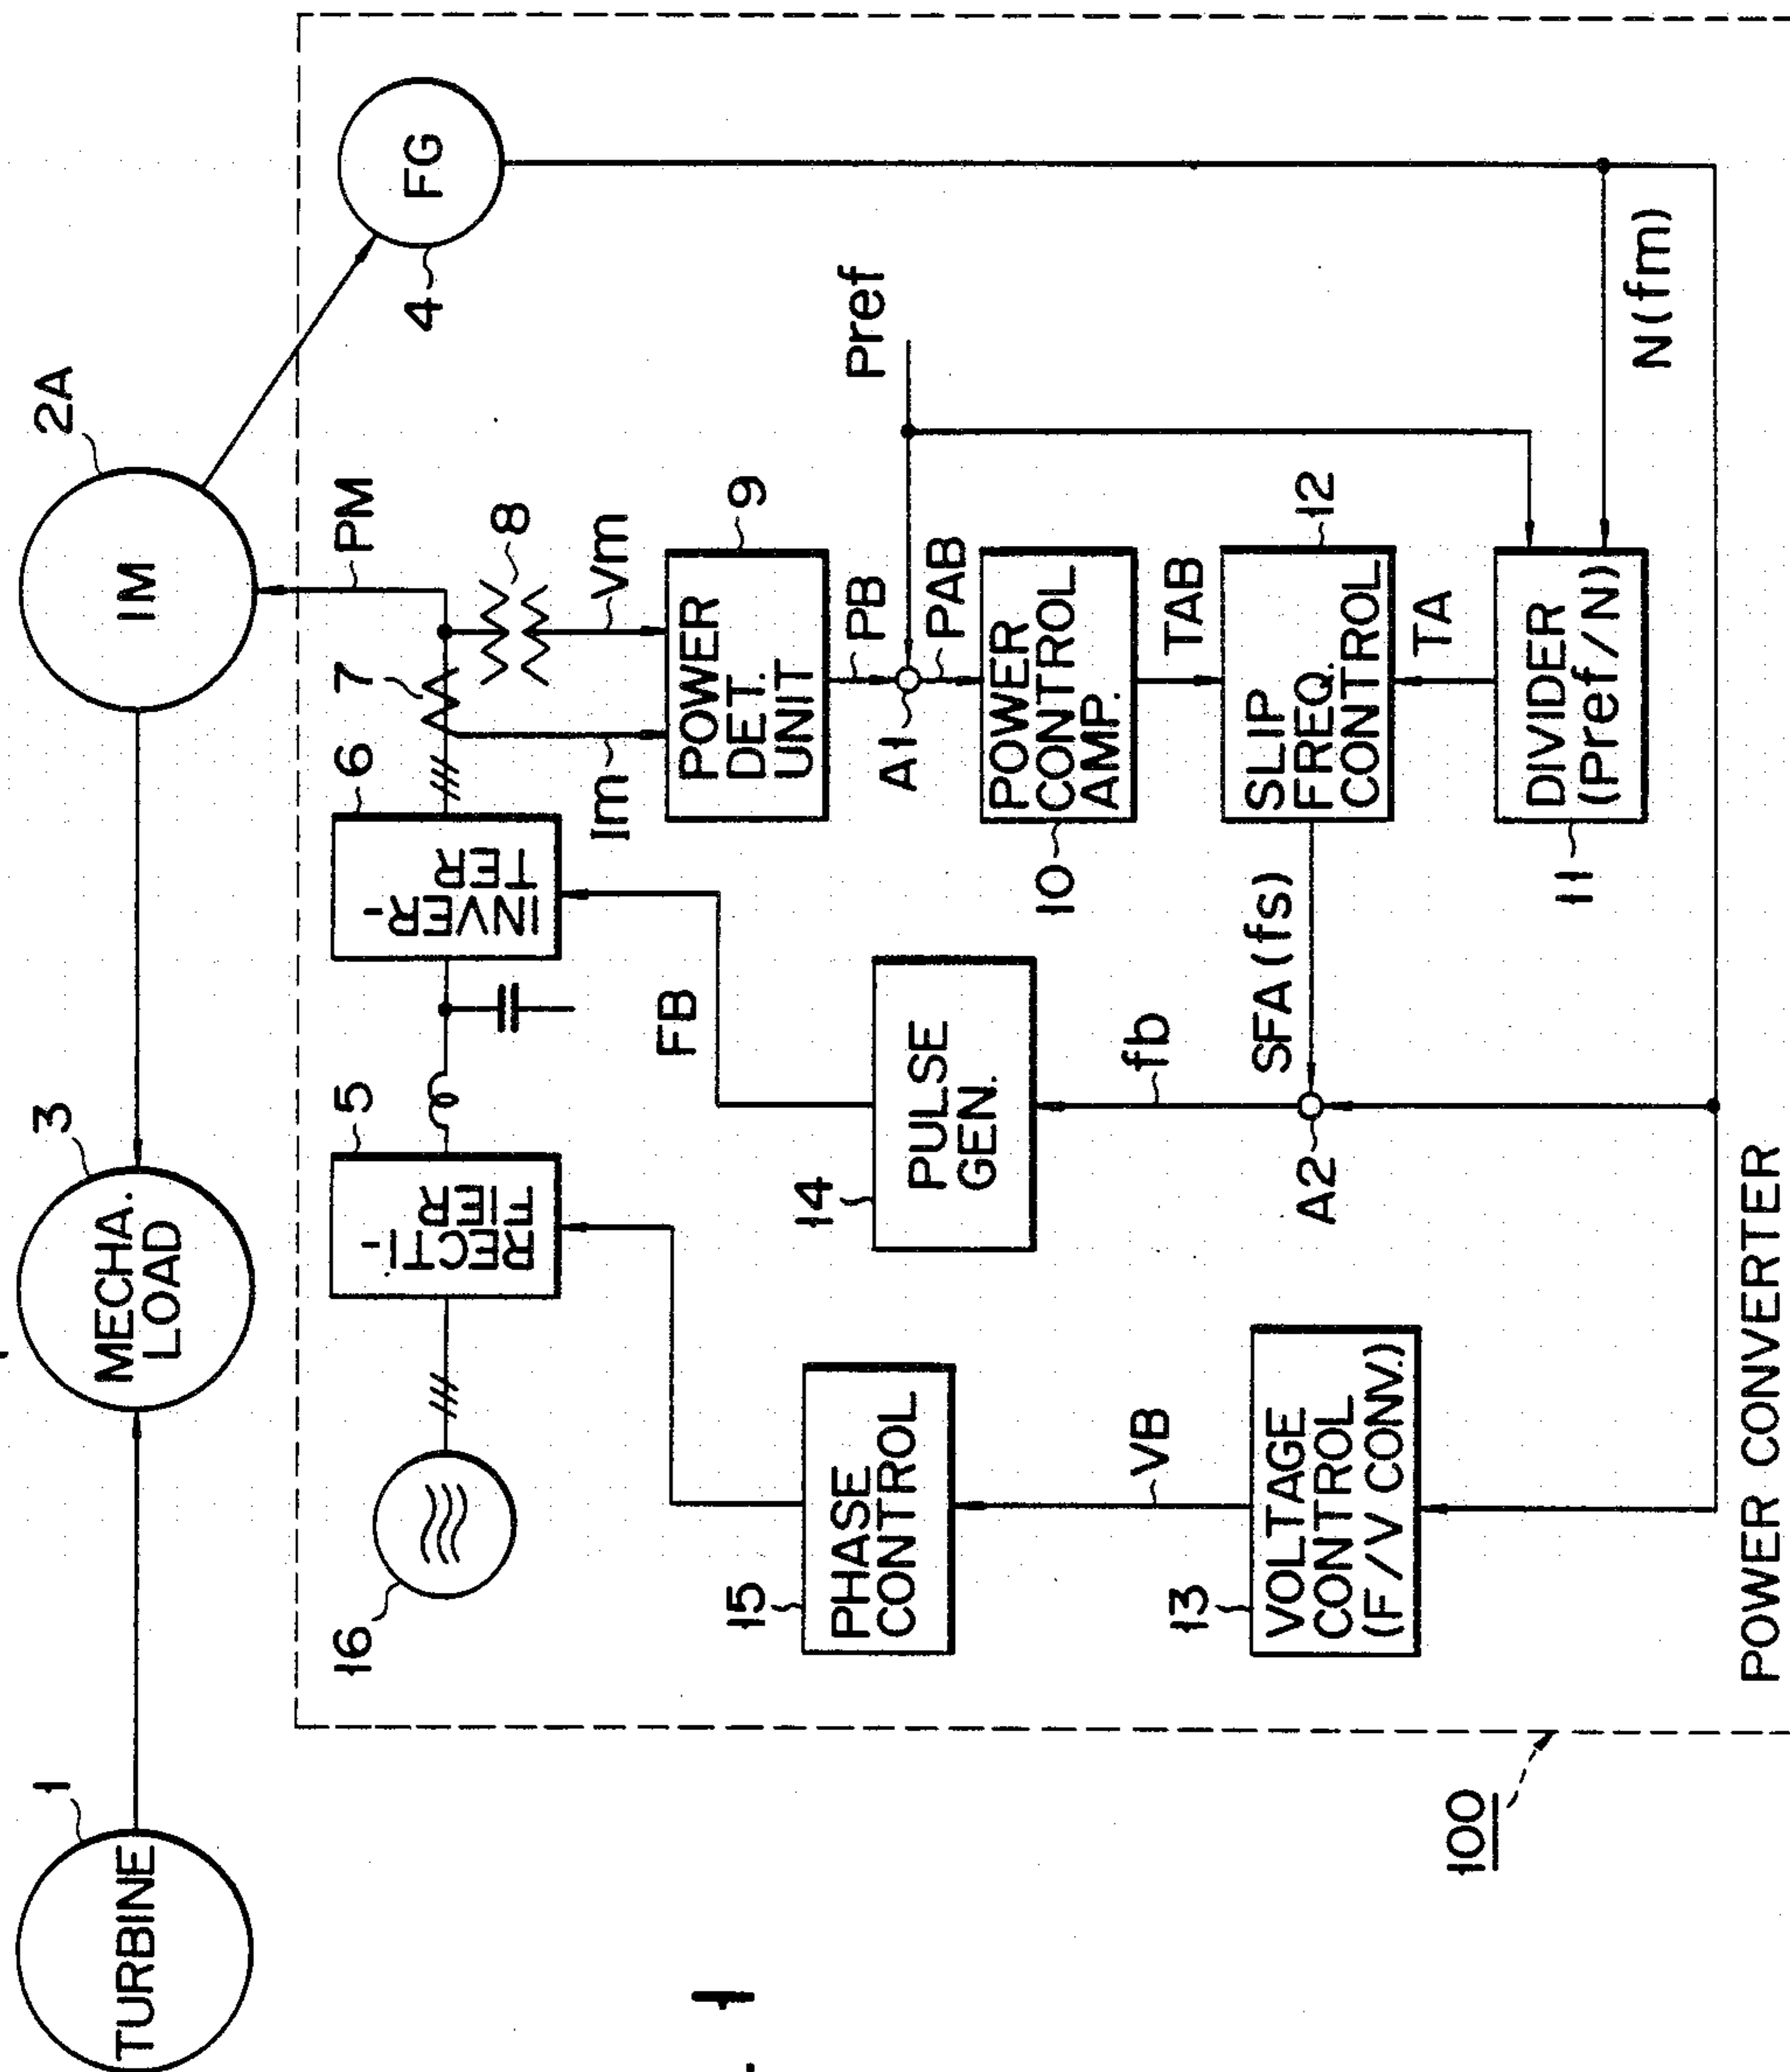 1
TURBINE
3
MECHA.
LOAD
2A
IM
PM
4
FG
16
5
RECTI-
FIER
6
INVER-
TER
7
8
Im
Vm
9
POWER
DET.
UNIT
FB
15
PHASE
CONTROL
14
PULSE
GEN.
PB
A1
Pref
PAB
10
POWER
CONTROL
AMP.
TAB
VB
fb
SFA (fs)
12
SLIP
FREQ.
CONTROL
A2
TA
13
VOLTAGE
CONTROL
(F/V CONV.)
11
DIVIDER
(Pref/N)
N(fm)
100
POWER CONVERTER
1